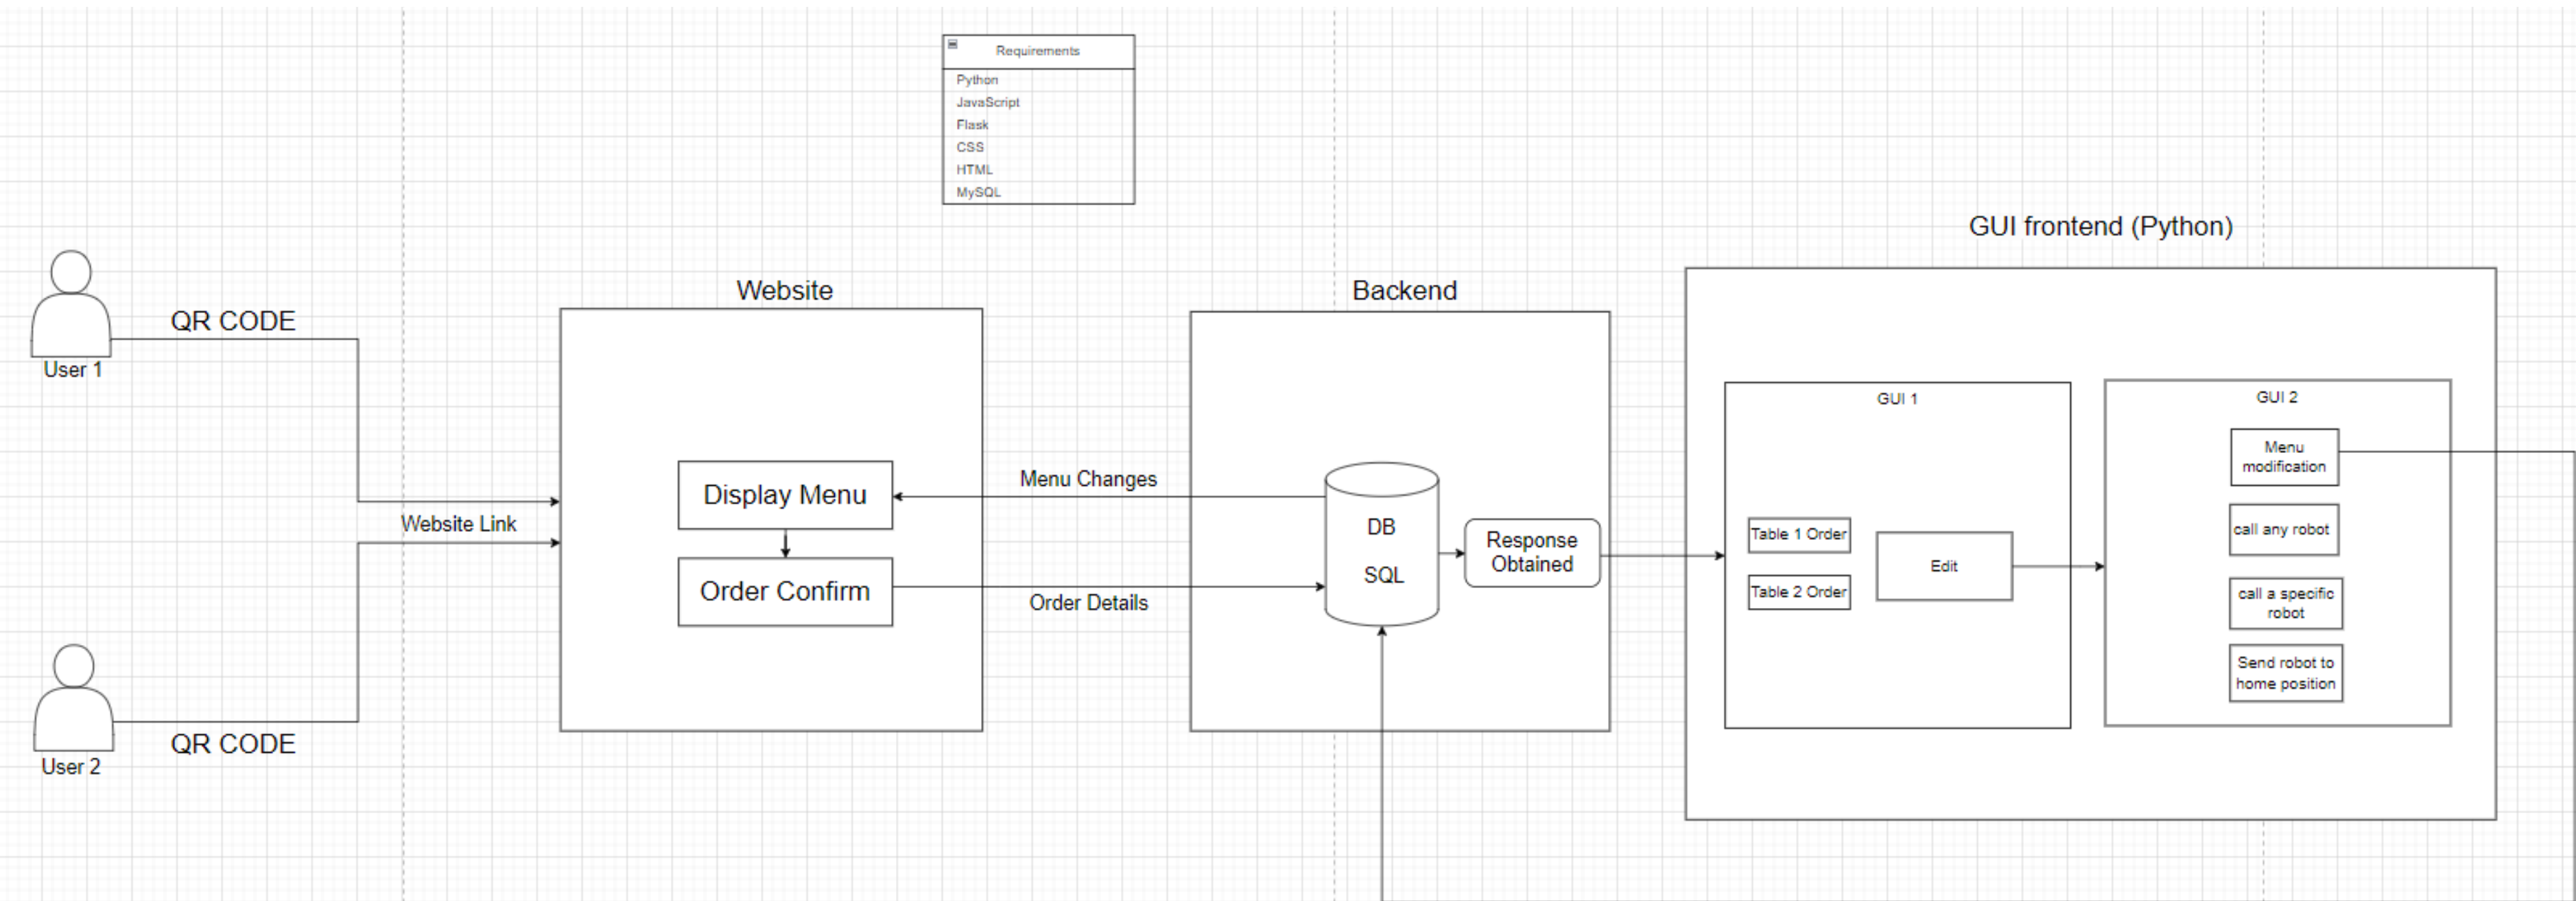 Requirements
Python
JavaScript
Flask
CSS
HTML
MySQL
GUI frontend (Python)
Website
Backend
QR CODE
User 1
Website Link
QR CODE
User 2
Display Menu
Order Confirm
Menu Changes
Order Details
DB
SQL
Response
Obtained
GUI 1
Table 1 Order
Table 2 Order
Edit
GUI 2
Menu
modification
call any robot
call a specific
robot
Send robot to
home position